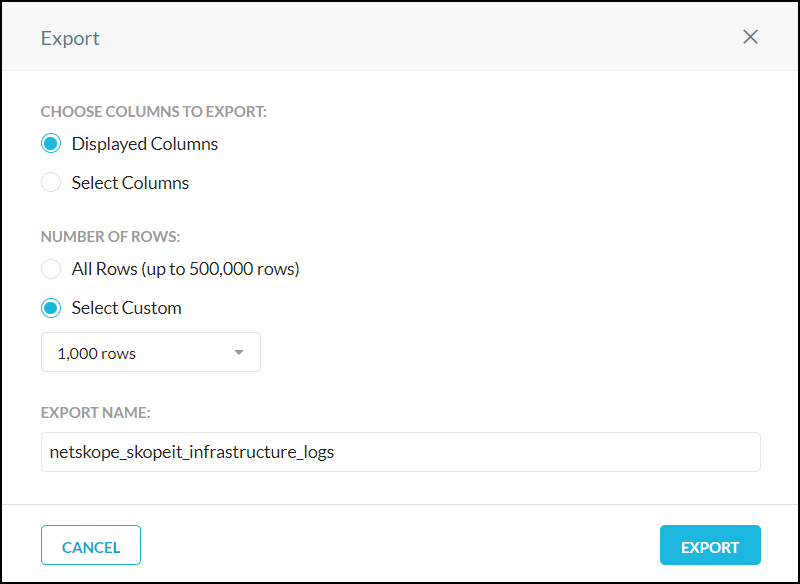 Export
CHOOSE COLUMNS TO EXPORT:
Displayed Columns
Select Columns
NUMBER OF ROWS:
All Rows (up to 500,000 rows)
Select Custom
1,000 rows
EXPORT NAME:
netskope_skopeit_infrastructure_logs
CANCEL
EXPORT